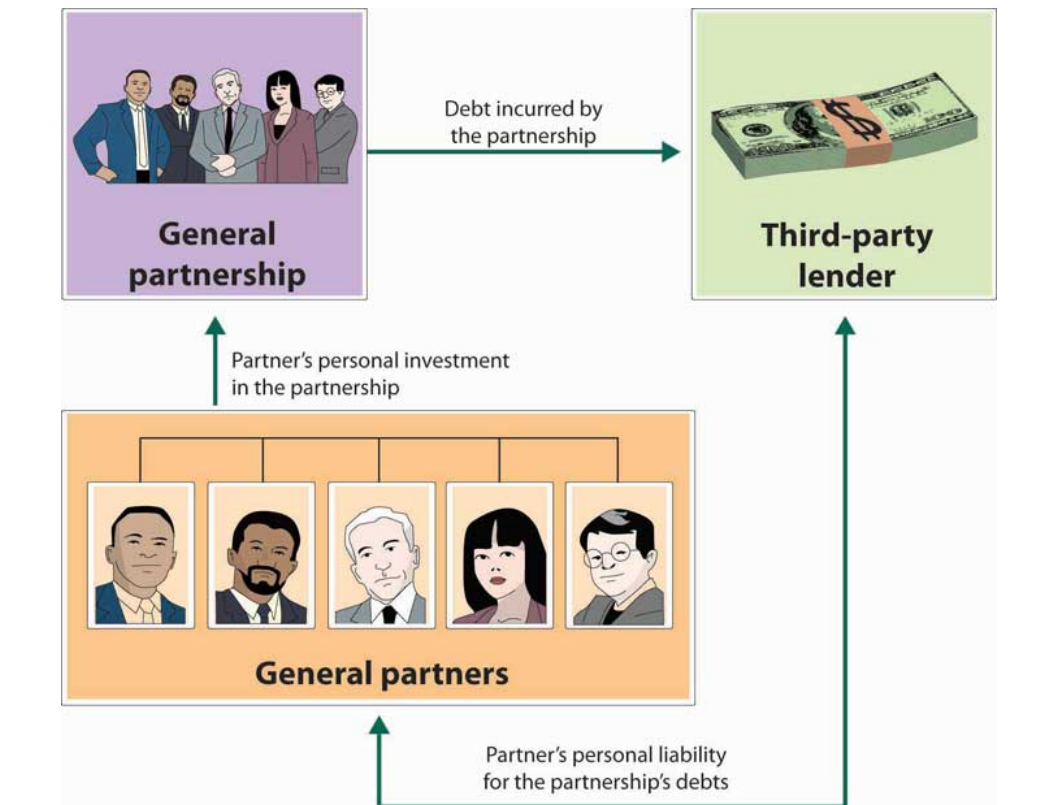 Debt incurred by
the partnership
General
partnership
Third-party
lender
Partner’s personal investment
in the partnership
General partners
Partner’s personal liability
for the partnership’s debts